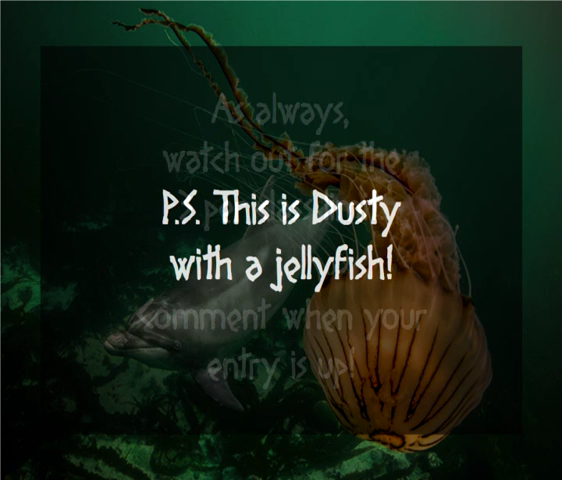 As always,
watch out for the
P.S. This is Dusty
with a jellyfish!
comment when your
entry is up!